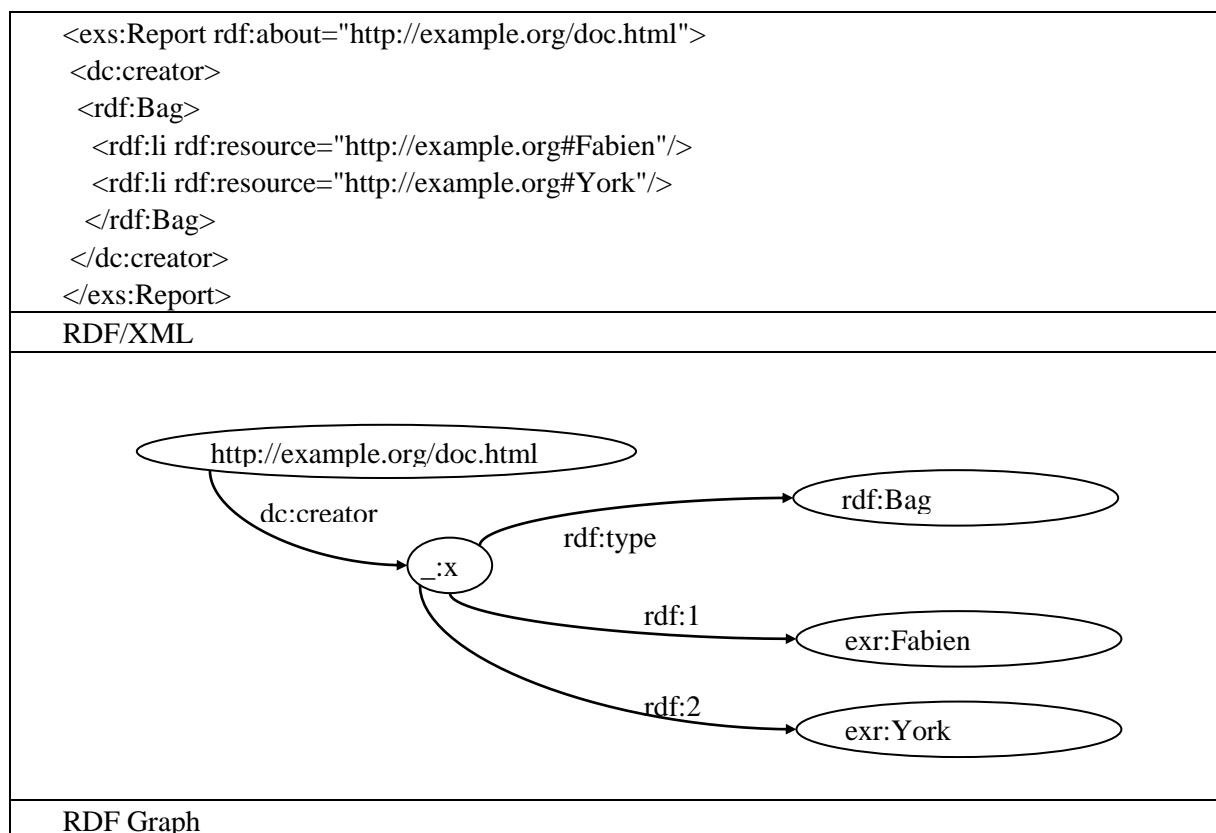 <exs:Report rdf:about="http://example.org/doc.html">
<dc:creator>
<rdf:Bag>
<rdf:li rdf:resource="http://example.org#Fabien"/>
<rdf:li rdf:resource="http://example.org#York"/>
</rdf:Bag>
</dc:creator>
</exs:Report>
RDF/XML
http://example.org/doc.html
dc:creator
rdf:Bag
rdf:type
_:x
rdf:1
exr:Fabien
rdf:2
exr:York
RDF Graph